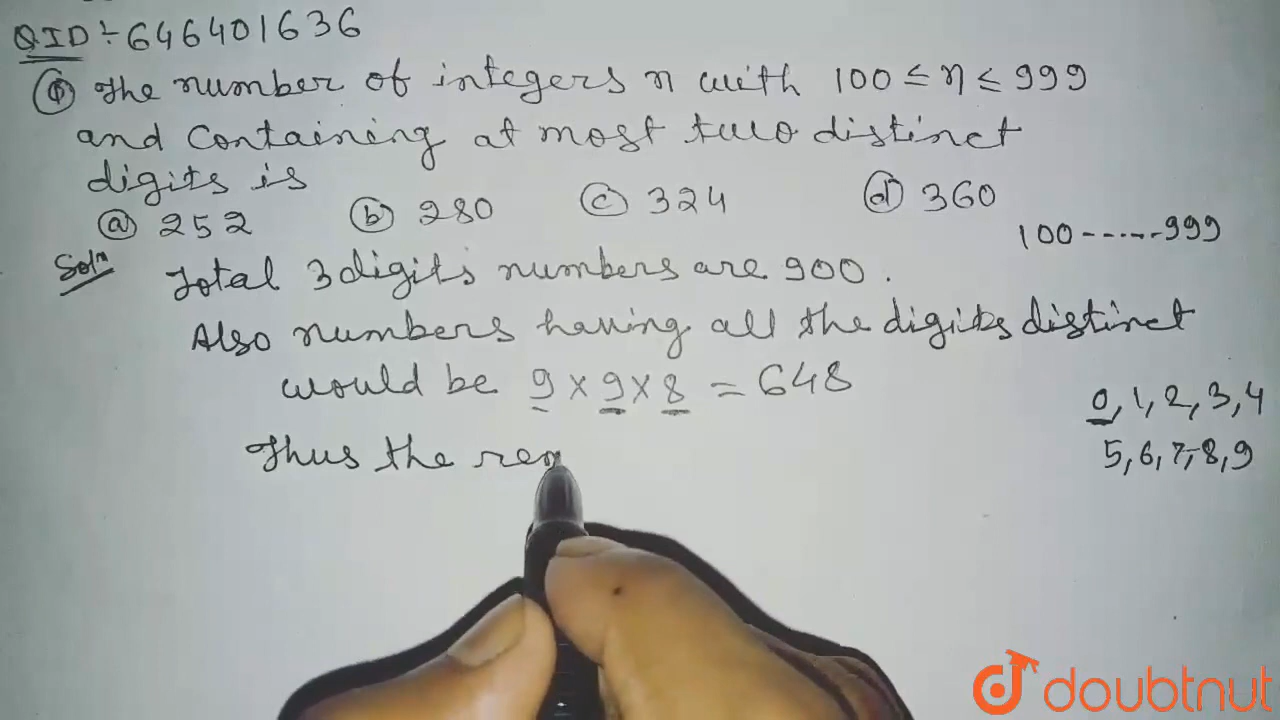 QID:- 646401636
Q The number of integers n with 100 ≤ n ≤ 999
and containing at most two distinct
digits is
(a) 252 (b) 280 (c) 324 (d) 360
100 ------ 999
Soln Total 3 digits numbers are 900.
Also numbers having all the digits distinct
would be 9 × 9 × 8 = 648
0, 1, 2, 3, 4
5, 6, 7, 8, 9
Thus the rem
doubtnut